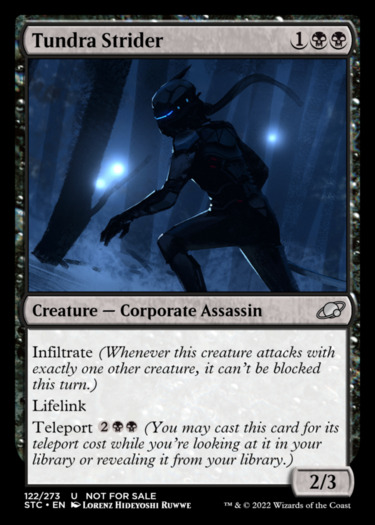 Tundra Strider 1
Creature — Corporate Assassin
Infiltrate (Whenever this creature attacks with
exactly one other creature, it can't be blocked
this turn.)
Lifelink
Teleport 2 (You may cast this card for its
teleport cost while you're looking at it in your
library or revealing it from your library.)
2/3
122/273 U NOT FOR SALE
STC • EN Lorenz Hideyoshi Ruwwe
™ & © 2022 Wizards of the Coast